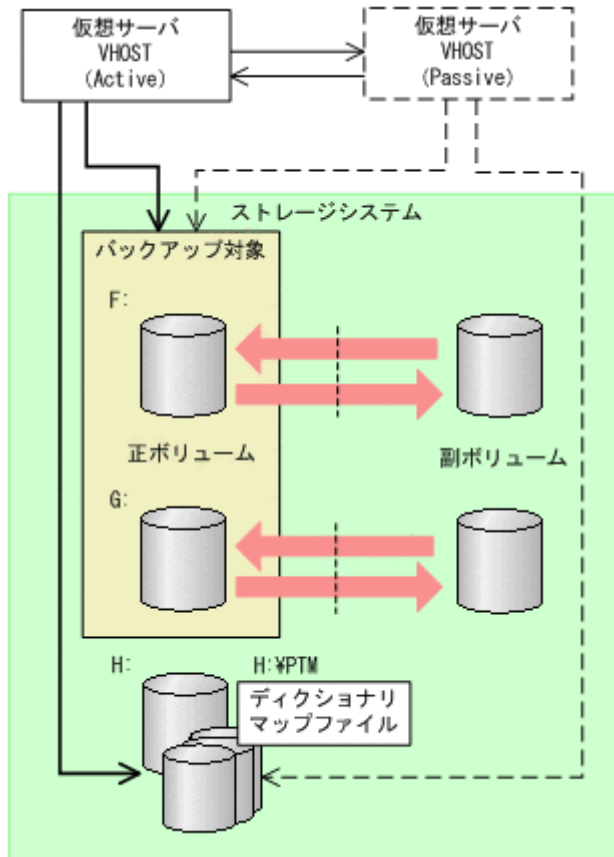 仮想サーバ
VHOST
(Active)
仮想サーバ
VHOST
(Passive)
ストレージシステム
バックアップ対象
F:
正ボリューム
副ボリューム
G:
H:
H:¥PTM
ディクショナリ
マップファイル